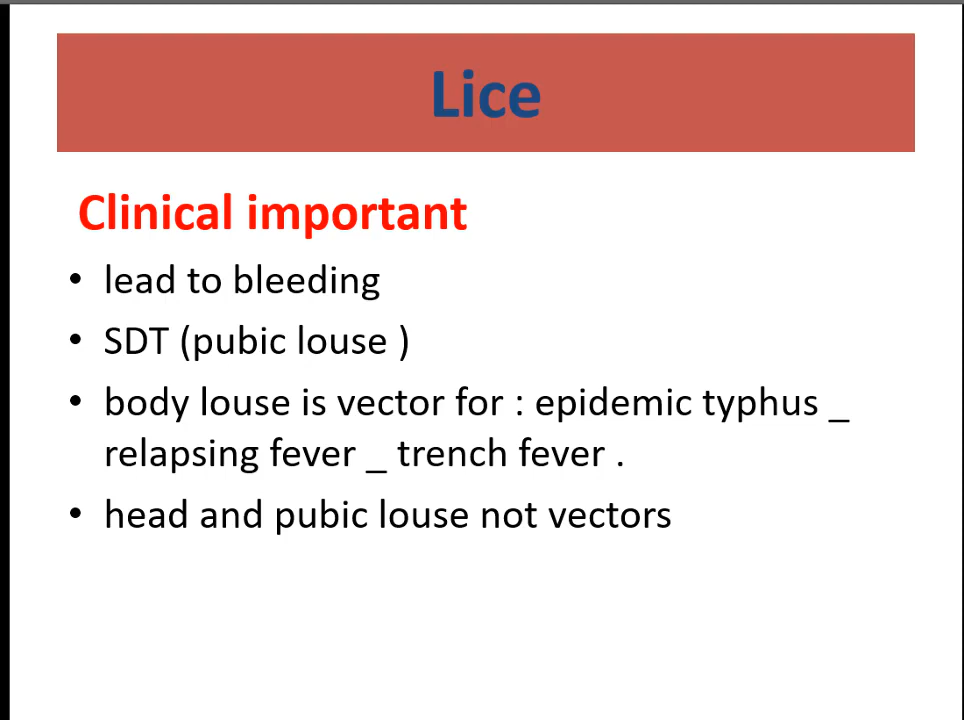 Lice
Clinical important
• lead to bleeding
• SDT (pubic louse )
• body louse is vector for : epidemic typhus _
relapsing fever _ trench fever .
• head and pubic louse not vectors